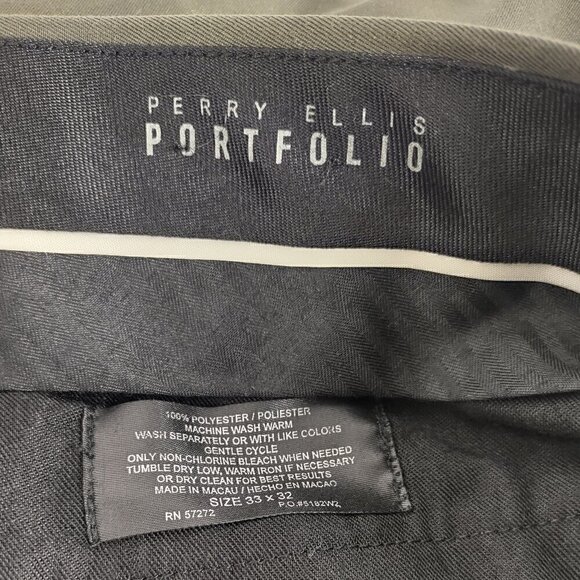 PERRY ELLIS
PORTFOLIO
100% POLYESTER / POLIESTER
MACHINE WASH WARM
WASH SEPARATELY OR WITH LIKE COLORS
GENTLE CYCLE
ONLY NON-CHLORINE BLEACH WHEN NEEDED
TUMBLE DRY LOW, WARM IRON IF NECESSARY
OR DRY CLEAN FOR BEST RESULTS
MADE IN MACAU / HECHO EN MACAO
SIZE 33 X 32
RN 57272 P.O.#5182WZ